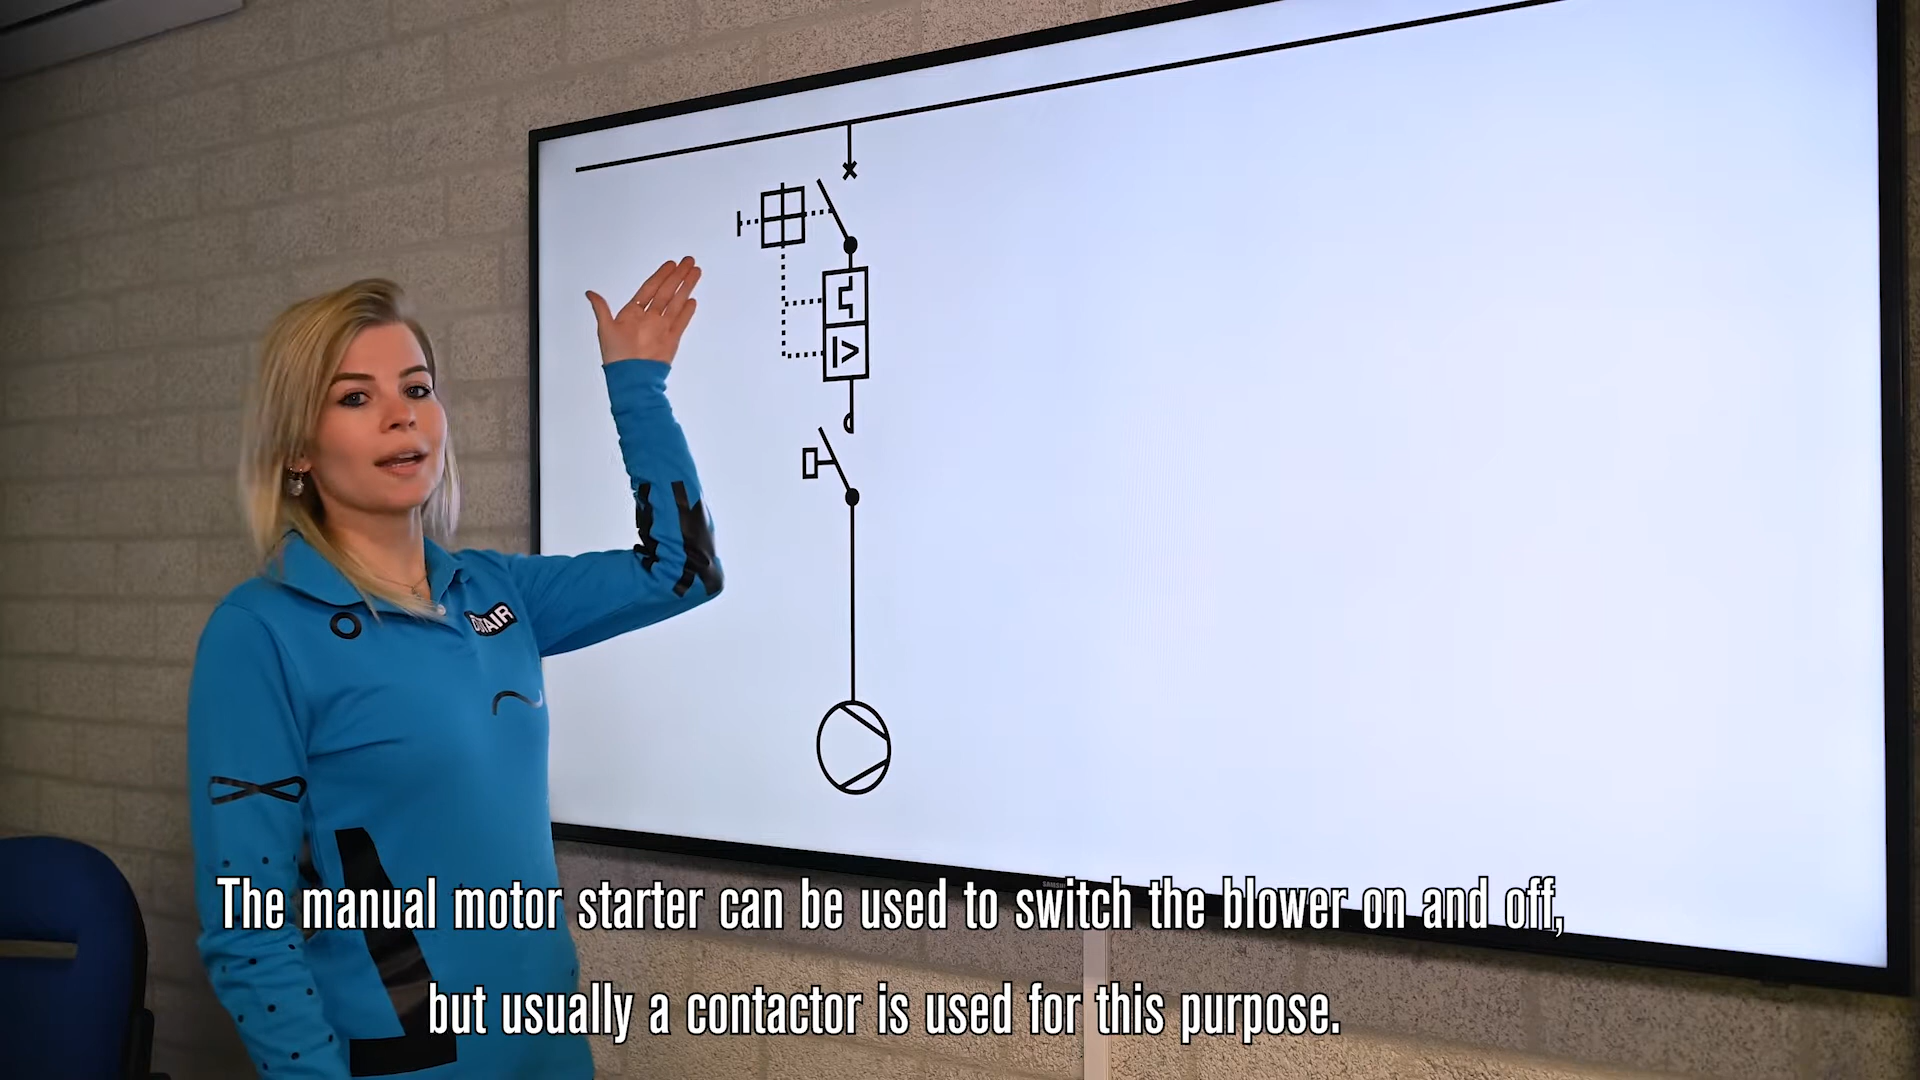 I>
DUTAIR
The manual motor starter can be used to switch the blower on and off,
but usually a contactor is used for this purpose.